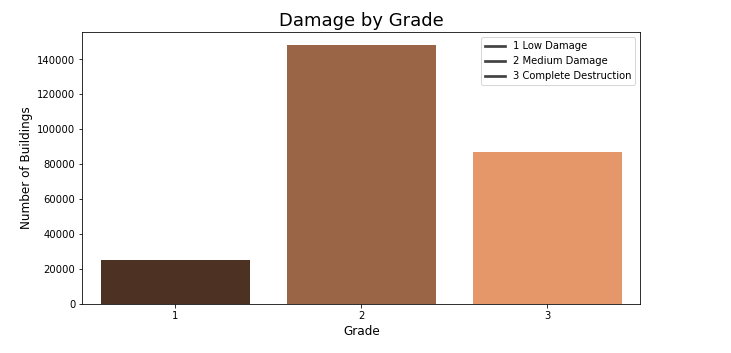 Damage by Grade
1 Low Damage
2 Medium Damage
3 Complete Destruction
Number of Buildings
140000
120000
100000
80000
60000
40000
20000
0
1
2
3
Grade